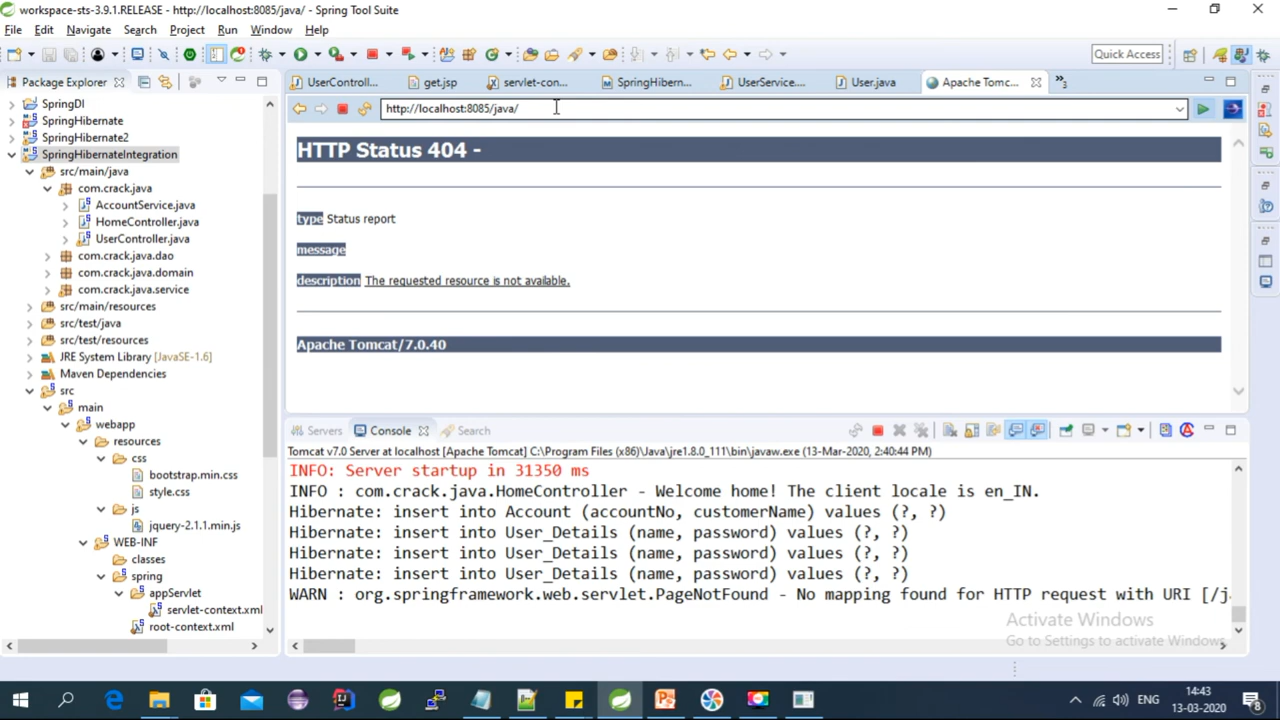 workspace-sts-3.9.1.RELEASE - http://localhost:8085/java/ - Spring Tool Suite
File Edit Navigate Search Project Run Window Help
Quick Access
Package Explorer
UserControll... get.jsp servlet-con... SpringHibern... UserService.... User.java Apache Tomc... »3
SpringDI
SpringHibernate
SpringHibernate2
SpringHibernateIntegration
src/main/java
com.crack.java
AccountService.java
HomeController.java
UserController.java
com.crack.java.dao
com.crack.java.domain
com.crack.java.service
src/main/resources
src/test/java
src/test/resources
JRE System Library [JavaSE-1.6]
Maven Dependencies
src
main
webapp
resources
css
bootstrap.min.css
style.css
js
jquery-2.1.1.min.js
WEB-INF
classes
spring
appServlet
servlet-context.xml
root-context.xml
http://localhost:8085/java/
HTTP Status 404 -
type Status report
message
description The requested resource is not available.
Apache Tomcat/7.0.40
Servers Console Search
Tomcat v7.0 Server at localhost [Apache Tomcat] C:\Program Files (x86)\Java\jre1.8.0_111\bin\javaw.exe (13-Mar-2020, 2:40:44 PM)
INFO: Server startup in 31350 ms
INFO : com.crack.java.HomeController - Welcome home! The client locale is en_IN.
Hibernate: insert into Account (accountNo, customerName) values (?, ?)
Hibernate: insert into User_Details (name, password) values (?, ?)
Hibernate: insert into User_Details (name, password) values (?, ?)
Hibernate: insert into User_Details (name, password) values (?, ?)
WARN : org.springframework.web.servlet.PageNotFound - No mapping found for HTTP request with URI [/j
Activate Windows
Go to Settings to activate Windows.
ENG
14:43
13-03-2020
8